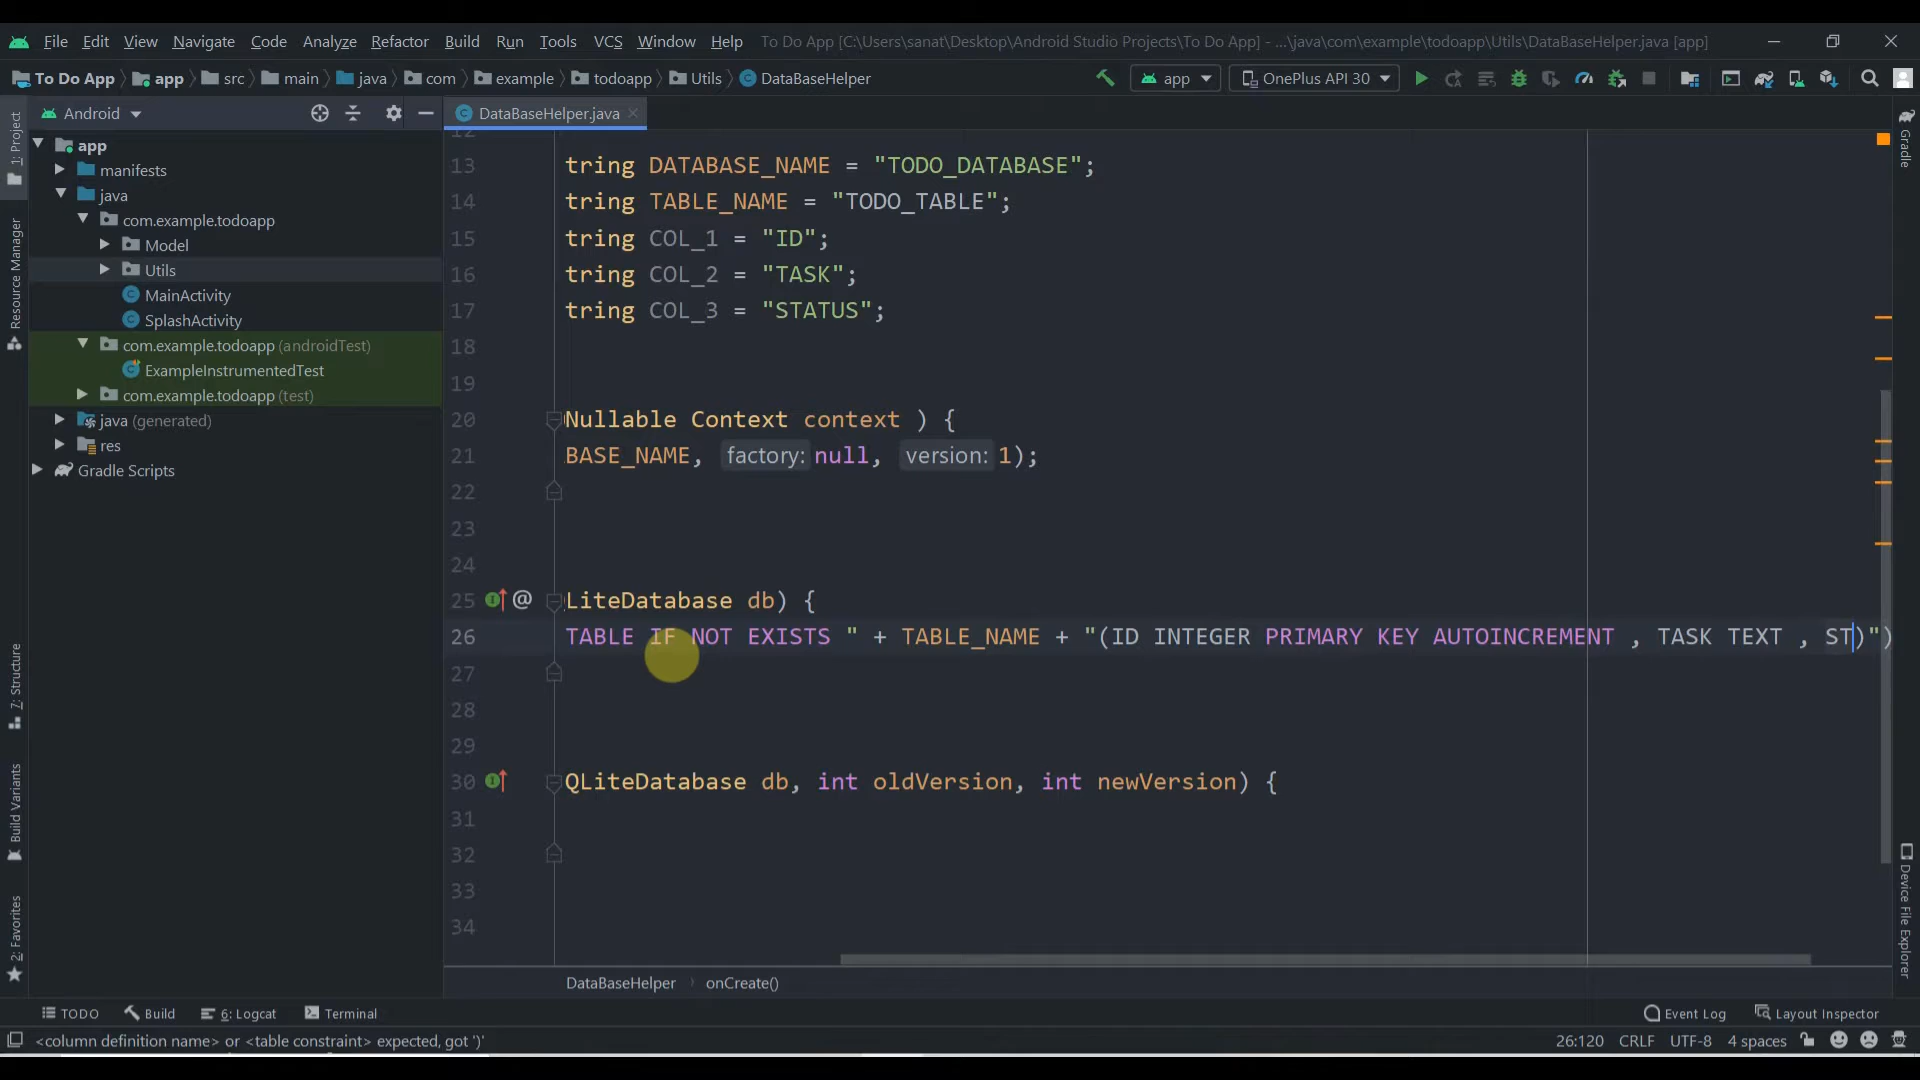 File Edit View Navigate Code Analyze Refactor Build Run Tools VCS Window Help To Do App [C:\Users\sanat\Desktop\Android Studio Projects\To Do App] - ...\java\com\example\todoapp\Utils\DataBaseHelper.java [app]
To Do App app src main java com example todoapp Utils DataBaseHelper app OnePlus API 30
Android
DataBaseHelper.java
app
manifests
java
com.example.todoapp
Model
Utils
MainActivity
SplashActivity
com.example.todoapp (androidTest)
ExampleInstrumentedTest
com.example.todoapp (test)
java (generated)
res
Gradle Scripts
1: Project
Resource Manager
7: Structure
Build Variants
2: Favorites
12
13 tring DATABASE_NAME = "TODO_DATABASE";
14 tring TABLE_NAME = "TODO_TABLE";
15 tring COL_1 = "ID";
16 tring COL_2 = "TASK";
17 tring COL_3 = "STATUS";
18
19
20 Nullable Context context ) {
21 BASE_NAME, factory: null, version: 1);
22
23
24
25 @ LiteDatabase db) {
26 TABLE IF NOT EXISTS " + TABLE_NAME + "(ID INTEGER PRIMARY KEY AUTOINCREMENT , TASK TEXT , ST)")
27
28
29
30 QLiteDatabase db, int oldVersion, int newVersion) {
31
32
33
34
DataBaseHelper onCreate()
Gradle
Device File Explorer
TODO Build 6: Logcat Terminal Event Log Layout Inspector
<column definition name> or <table constraint> expected, got ')' 26:120 CRLF UTF-8 4 spaces